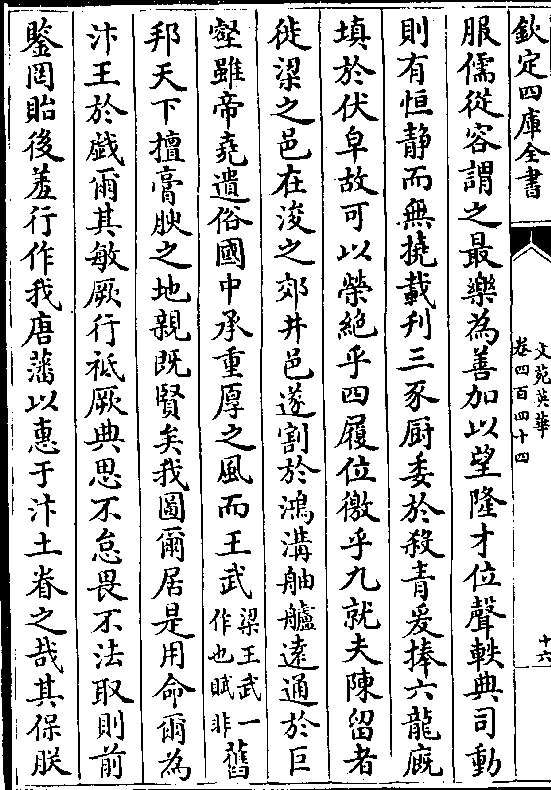 欽定四庫全書
文苑英華
卷四百四十四
十六
服儒從容謂之最樂為善加以望隆才位聲軼典司動
則有恒静而無撓載刋三豕厨委於殺青爰捧六龍廐
填於伏皁故可以榮絶乎四履位徼乎九就夫陳留者
徙梁之邑在浚之郊井邑遂割於鴻溝舳艫逺通於巨
壑雖帝堯遺俗國中承重厚之風而王武梁王武一作也賦非舊
邦天下擅膏腴之地親既賢矣我圖爾居是用命爾為
汴王於戯爾其敏厥行祗厥典思不怠畏不法取則前
鑒罔貽後羞行作我唐藩以惠于汴土眷之哉其保朕